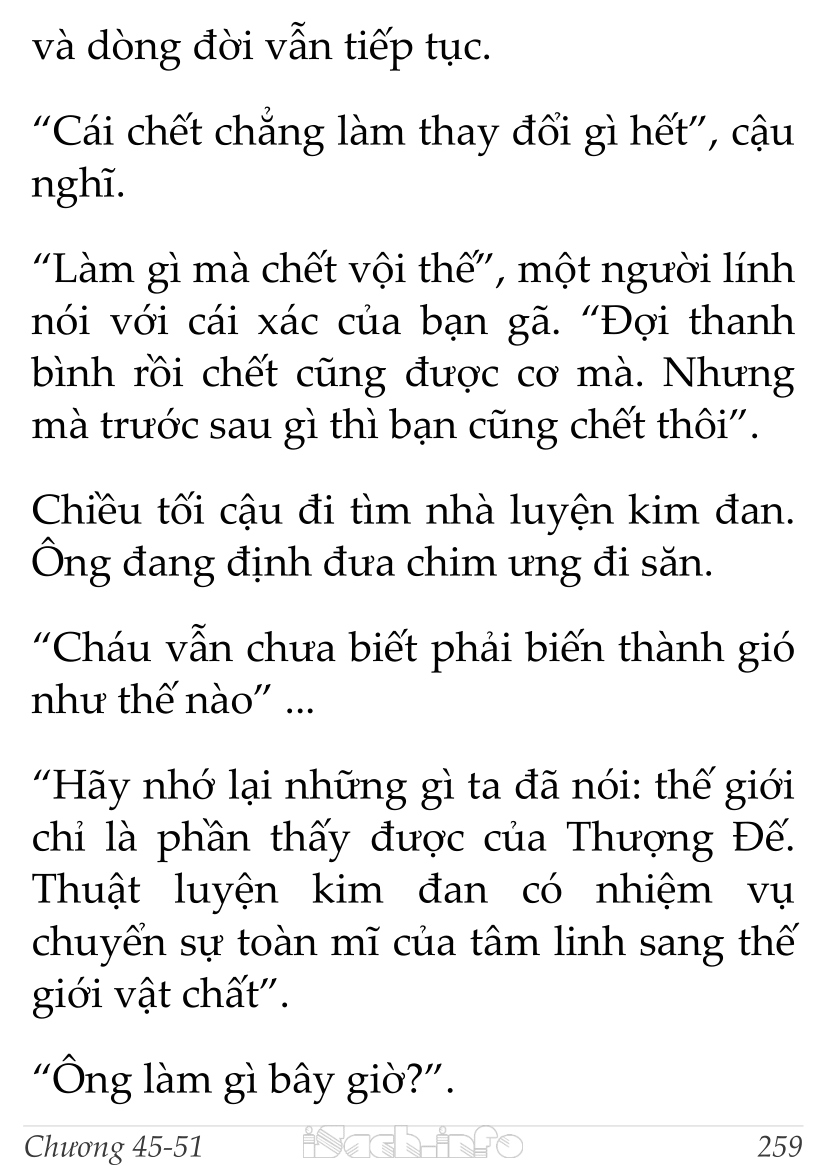 và dòng đời vẫn tiếp tục.
“Cái chết chẳng làm thay đổi gì hết”, cậu
nghĩ.
“Làm gì mà chết vội thế”, một người lính
nói với cái xác của bạn gã. “Đợi thanh
bình rồi chết cũng được cơ mà. Nhưng
mà trước sau gì thì bạn cũng chết thôi”.
Chiều tối cậu đi tìm nhà luyện kim đan.
Ông đang định đưa chim ưng đi săn.
“Cháu vẫn chưa biết phải biến thành gió
như thế nào” ...
“Hãy nhớ lại những gì ta đã nói: thế giới
chỉ là phần thấy được của Thượng Đế.
Thuật luyện kim đan có nhiệm vụ
chuyển sự toàn mĩ của tâm linh sang thế
giới vật chất”.
“Ông làm gì bây giờ?”.
Chương 45-51 iSach.info 259